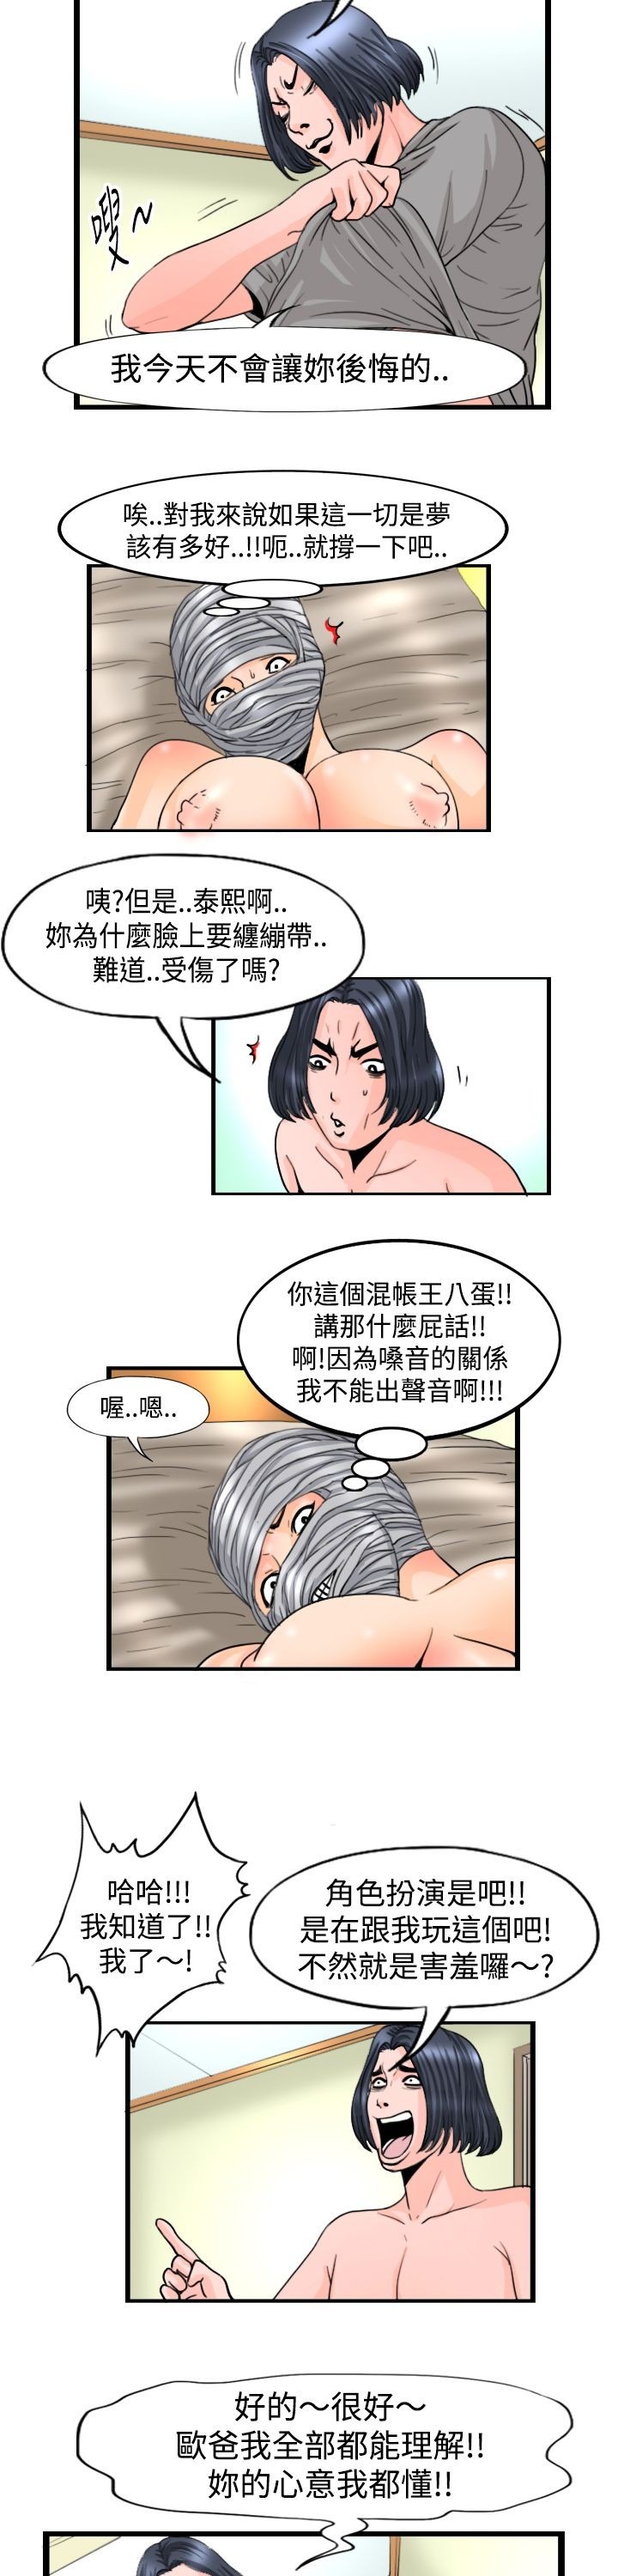 嗖~
我今天不會讓妳後悔的..
唉..對我來說如果這一切是夢
該有多好..!!呃..就撐一下吧..
咦?但是..泰熙啊..
妳為什麼臉上要纏繃帶..
難道..受傷了嗎?
你這個混帳王八蛋!!
講那什麼屁話!!
啊!因為嗓音的關係
我不能出聲音啊!!!
喔..嗯..
哈哈!!!
我知道了!!
我了～!
角色扮演是吧!!
是在跟我玩這個吧!
不然就是害羞囉～?
好的～很好～
歐爸我全部都能理解!!
妳的心意我都懂!!